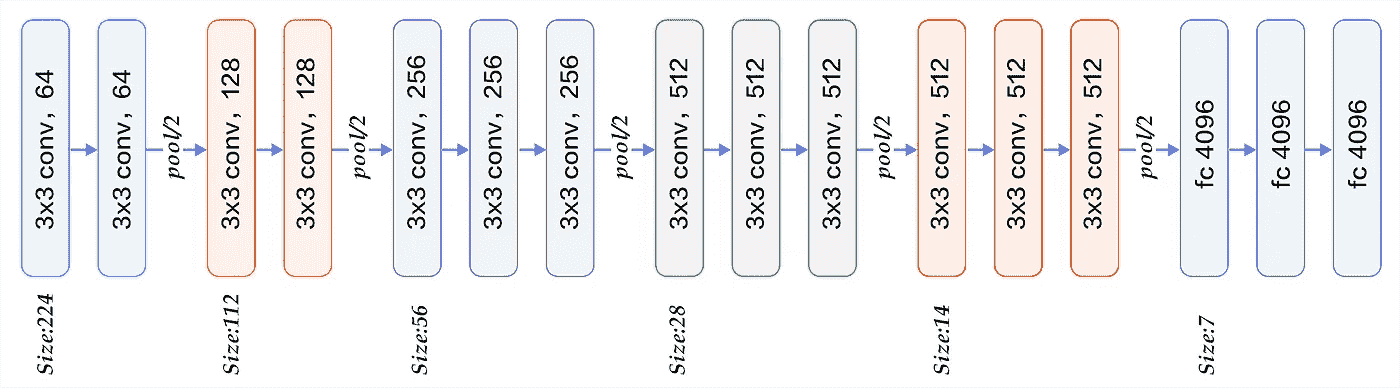 3x3 conv, 64
3x3 conv, 64
pool/2
3x3 conv, 128
3x3 conv, 128
pool/2
3x3 conv, 256
3x3 conv, 256
3x3 conv, 256
pool/2
3x3 conv, 512
3x3 conv, 512
3x3 conv, 512
pool/2
3x3 conv, 512
3x3 conv, 512
3x3 conv, 512
pool/2
fc 4096
fc 4096
fc 4096
Size:224
Size:112
Size:56
Size:28
Size:14
Size:7